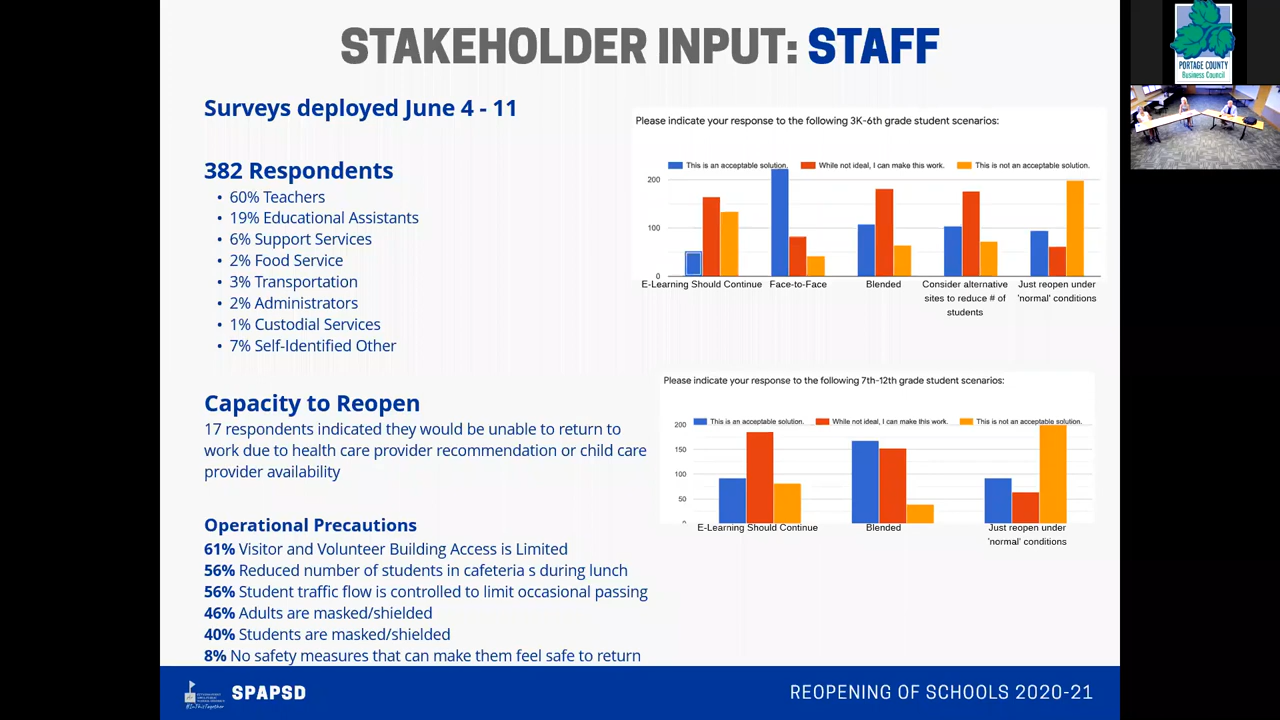 STAKEHOLDER INPUT: STAFF
Surveys deployed June 4 - 11
382 Respondents
• 60% Teachers
• 19% Educational Assistants
• 6% Support Services
• 2% Food Service
• 3% Transportation
• 2% Administrators
• 1% Custodial Services
• 7% Self-Identified Other
Capacity to Reopen
17 respondents indicated they would be unable to return to
work due to health care provider recommendation or child care
provider availability
Operational Precautions
61% Visitor and Volunteer Building Access is Limited
56% Reduced number of students in cafeteria s during lunch
56% Student traffic flow is controlled to limit occasional passing
46% Adults are masked/shielded
40% Students are masked/shielded
8% No safety measures that can make them feel safe to return
Please indicate your response to the following 3K-6th grade student scenarios:
This is an acceptable solution. While not ideal, I can make this work. This is not an acceptable solution.
200
100
0
E-Learning Should Continue Face-to-Face Blended Consider alternative Just reopen under
sites to reduce # of 'normal' conditions
students
Please indicate your response to the following 7th-12th grade student scenarios:
This is an acceptable solution. While not ideal, I can make this work. This is not an acceptable solution.
200
150
100
50
E-Learning Should Continue Blended Just reopen under
'normal' conditions
#InThisTogether
SPAPSD
REOPENING OF SCHOOLS 2020-21
PORTAGE COUNTY
Business Council